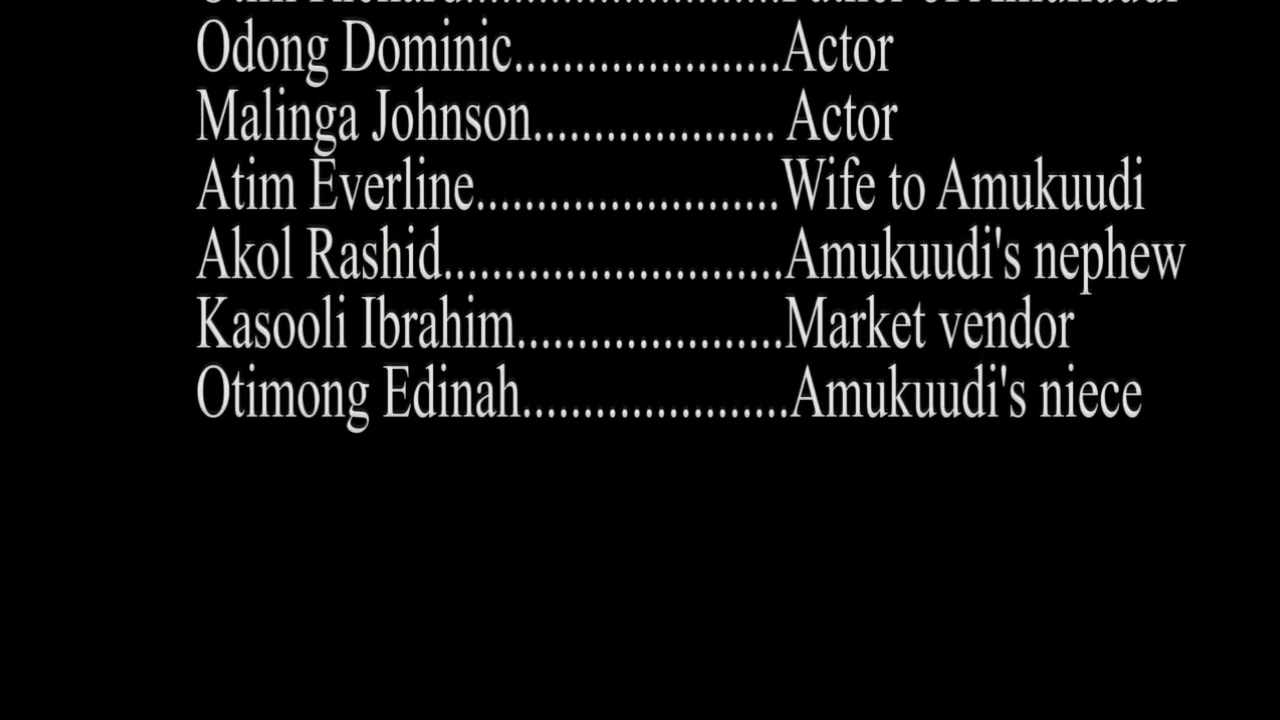 Odong Dominic......................Actor
Malinga Johnson.................... Actor
Atim Everline.........................Wife to Amukuudi
Akol Rashid............................Amukuudi's nephew
Kasooli Ibrahim......................Market vendor
Otimong Edinah......................Amukuudi's niece